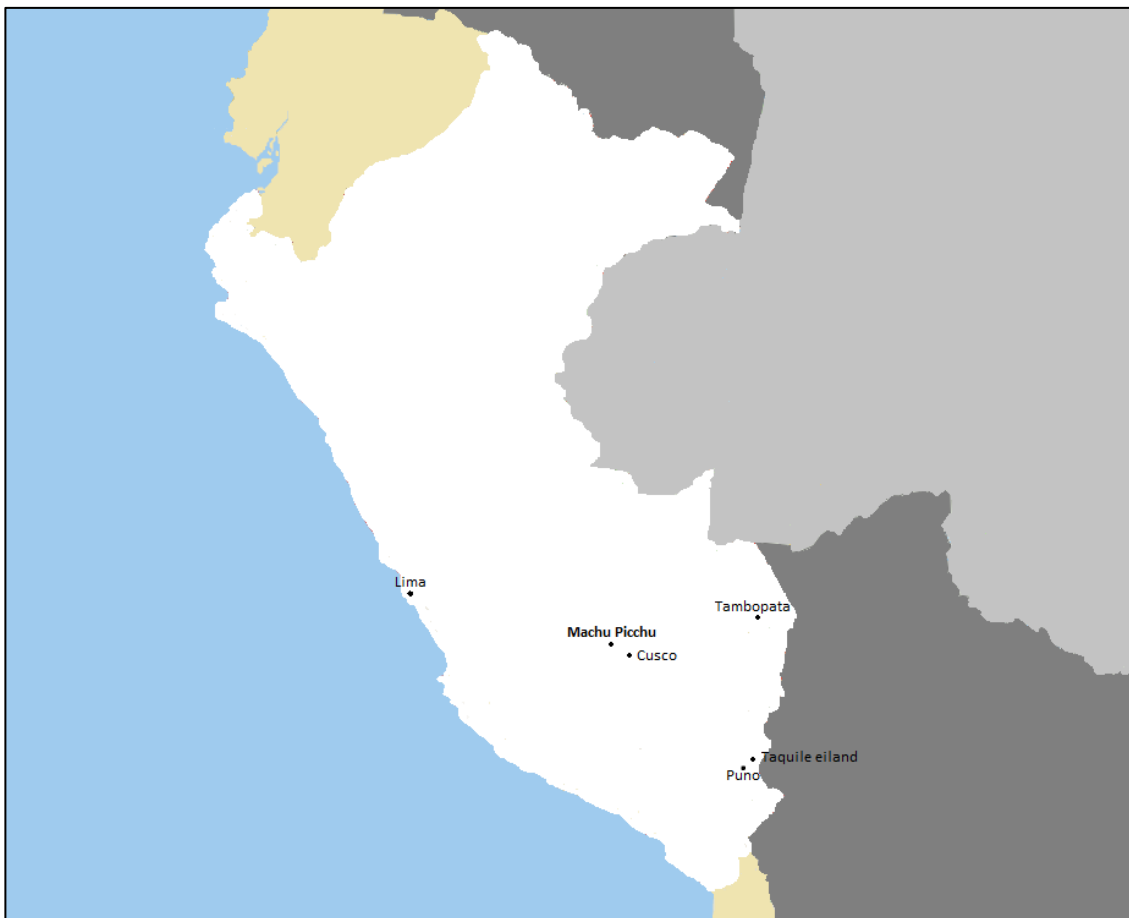 Lima
Tambopata
Machu Picchu
Cusco
Taquile eiland
Puno